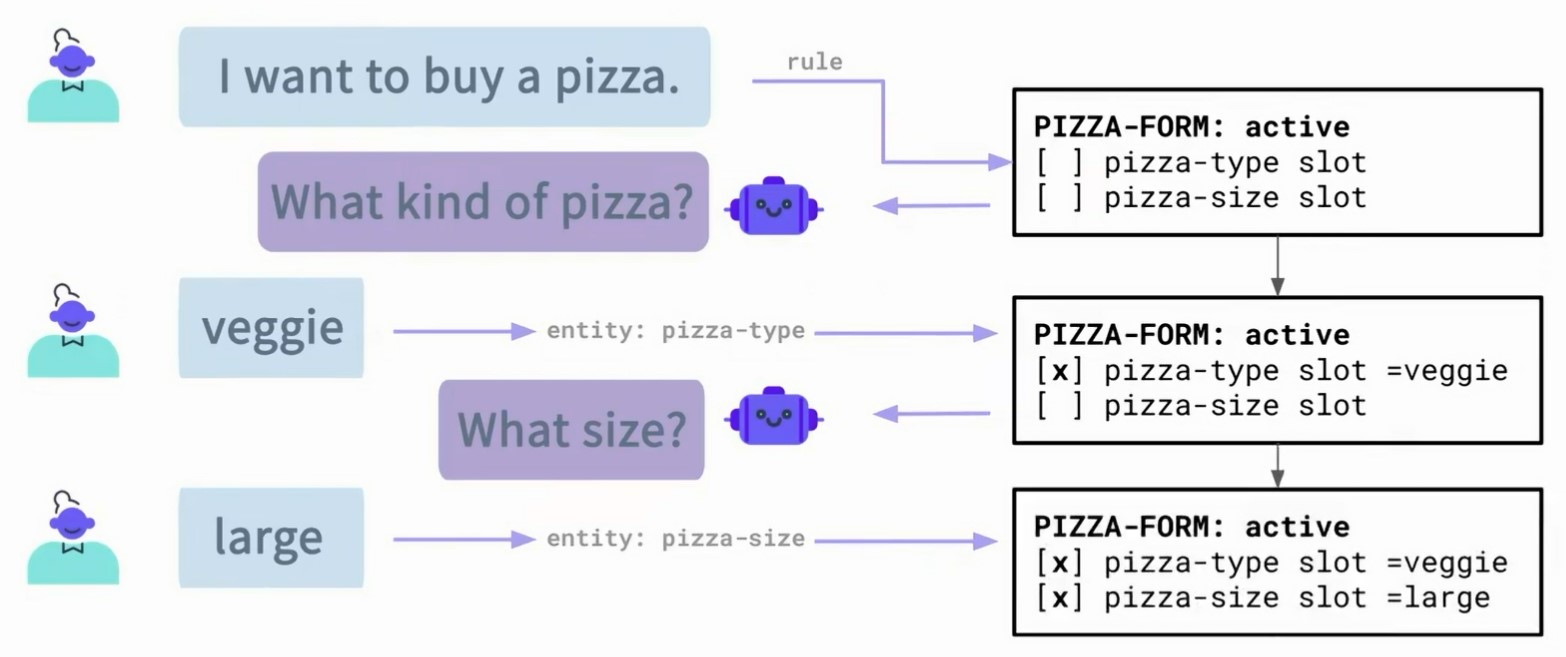 I want to buy a pizza.
rule
PIZZA-FORM: active
[ ] pizza-type slot
[ ] pizza-size slot
What kind of pizza?
veggie
entity: pizza-type
PIZZA-FORM: active
[x] pizza-type slot =veggie
[ ] pizza-size slot
What size?
large
entity: pizza-size
PIZZA-FORM: active
[x] pizza-type slot =veggie
[x] pizza-size slot =large